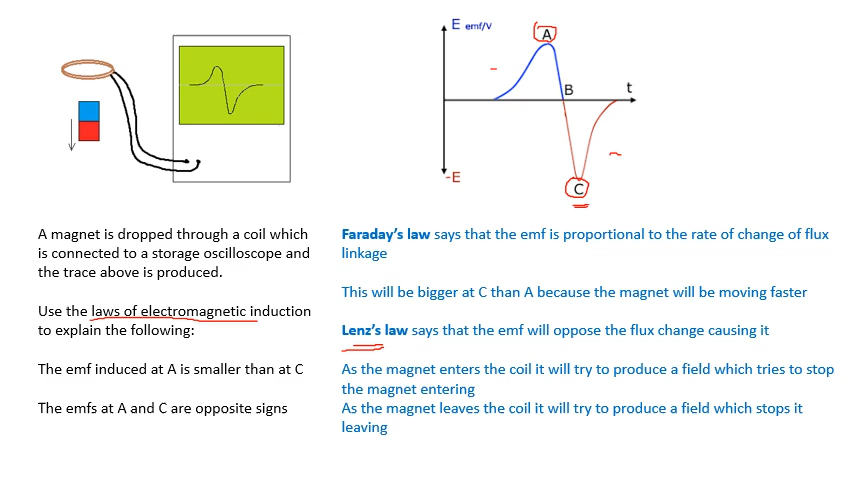 E emf/V
A
B
t
-E
C
A magnet is dropped through a coil which
is connected to a storage oscilloscope and
the trace above is produced.
Use the laws of electromagnetic induction
to explain the following:
The emf induced at A is smaller than at C
The emfs at A and C are opposite signs
Faraday's law says that the emf is proportional to the rate of change of flux
linkage
This will be bigger at C than A because the magnet will be moving faster
Lenz's law says that the emf will oppose the flux change causing it
As the magnet enters the coil it will try to produce a field which tries to stop
the magnet entering
As the magnet leaves the coil it will try to produce a field which stops it
leaving